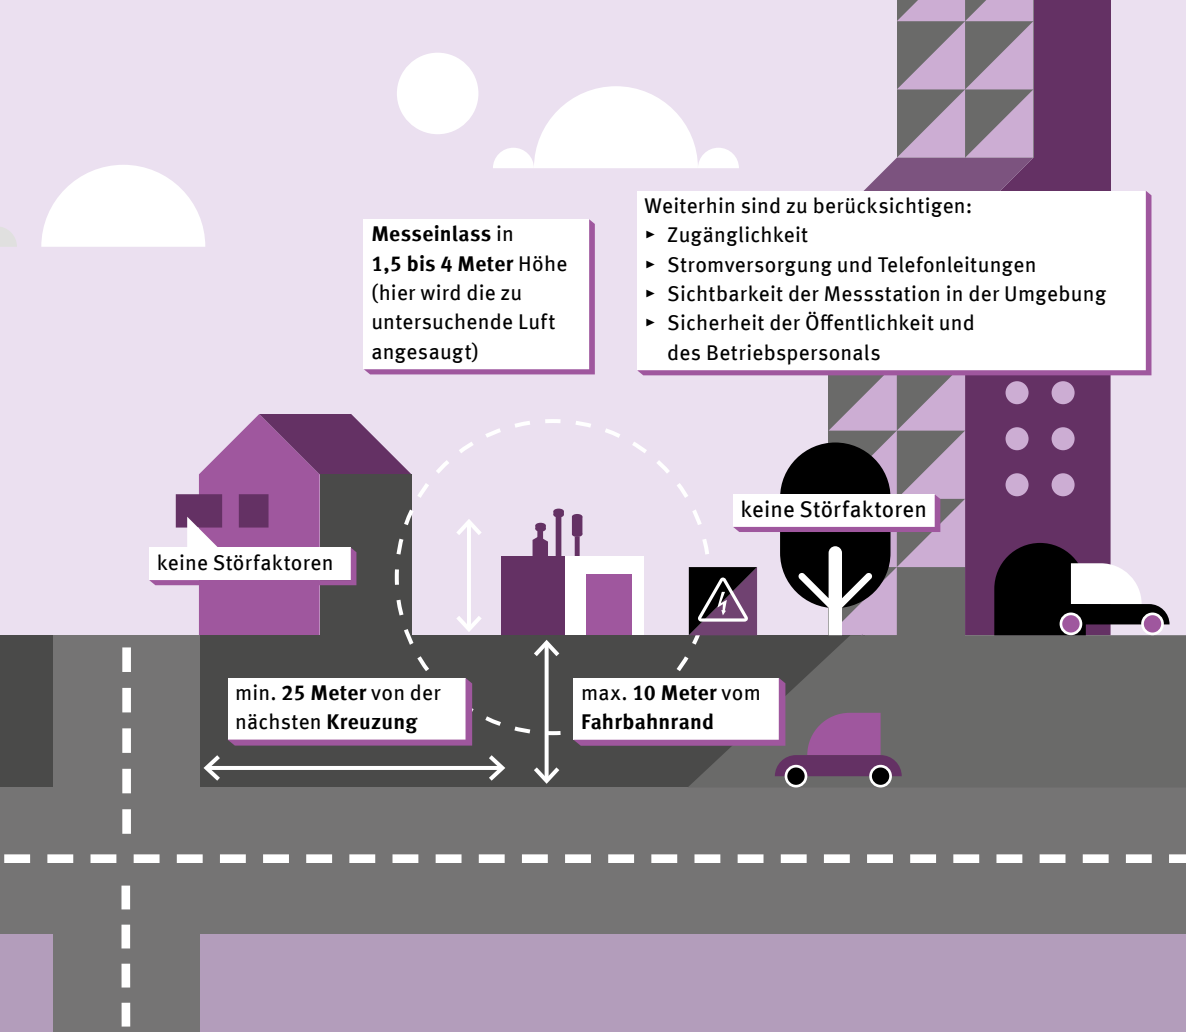 Messeinlass in
1,5 bis 4 Meter Höhe
(hier wird die zu
untersuchende Luft
angesaugt)
Weiterhin sind zu berücksichtigen:
▸ Zugänglichkeit
▸ Stromversorgung und Telefonleitungen
▸ Sichtbarkeit der Messstation in der Umgebung
▸ Sicherheit der Öffentlichkeit und
des Betriebspersonals
keine Störfaktoren
keine Störfaktoren
min. 25 Meter von der
nächsten Kreuzung
max. 10 Meter vom
Fahrbahnrand